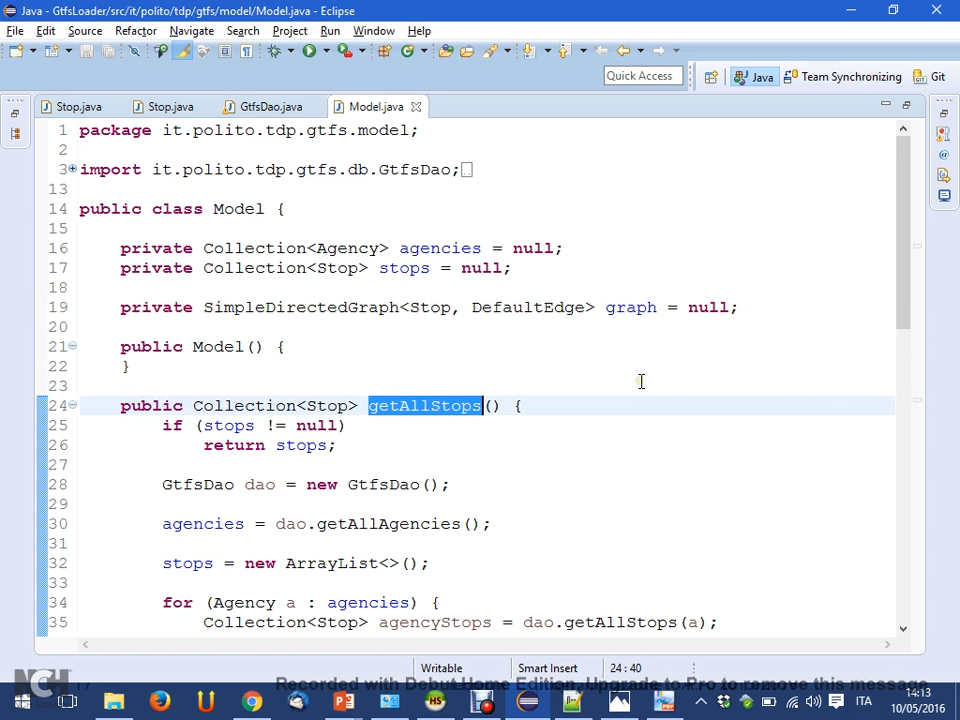 Java - GtfsLoader/src/it/polito/tdp/gtfs/model/Model.java - Eclipse
File Edit Source Refactor Navigate Search Project Run Window Help
Quick Access Java Team Synchronizing Git
Stop.java Stop.java GtfsDao.java Model.java
1 package it.polito.tdp.gtfs.model;
2
3 import it.polito.tdp.gtfs.db.GtfsDao;
13
14 public class Model {
15
16 private Collection<Agency> agencies = null;
17 private Collection<Stop> stops = null;
18
19 private SimpleDirectedGraph<Stop, DefaultEdge> graph = null;
20
21 public Model() {
22 }
23
24 public Collection<Stop> getAllStops() {
25 if (stops != null)
26 return stops;
27
28 GtfsDao dao = new GtfsDao();
29
30 agencies = dao.getAllAgencies();
31
32 stops = new ArrayList<>();
33
34 for (Agency a : agencies) {
35 Collection<Stop> agencyStops = dao.getAllStops(a);
Writable Smart Insert 24 : 40
NCH Recorded with Debut Home Edition. Upgrade to Pro to remove this message
ITA 14:13
10/05/2016